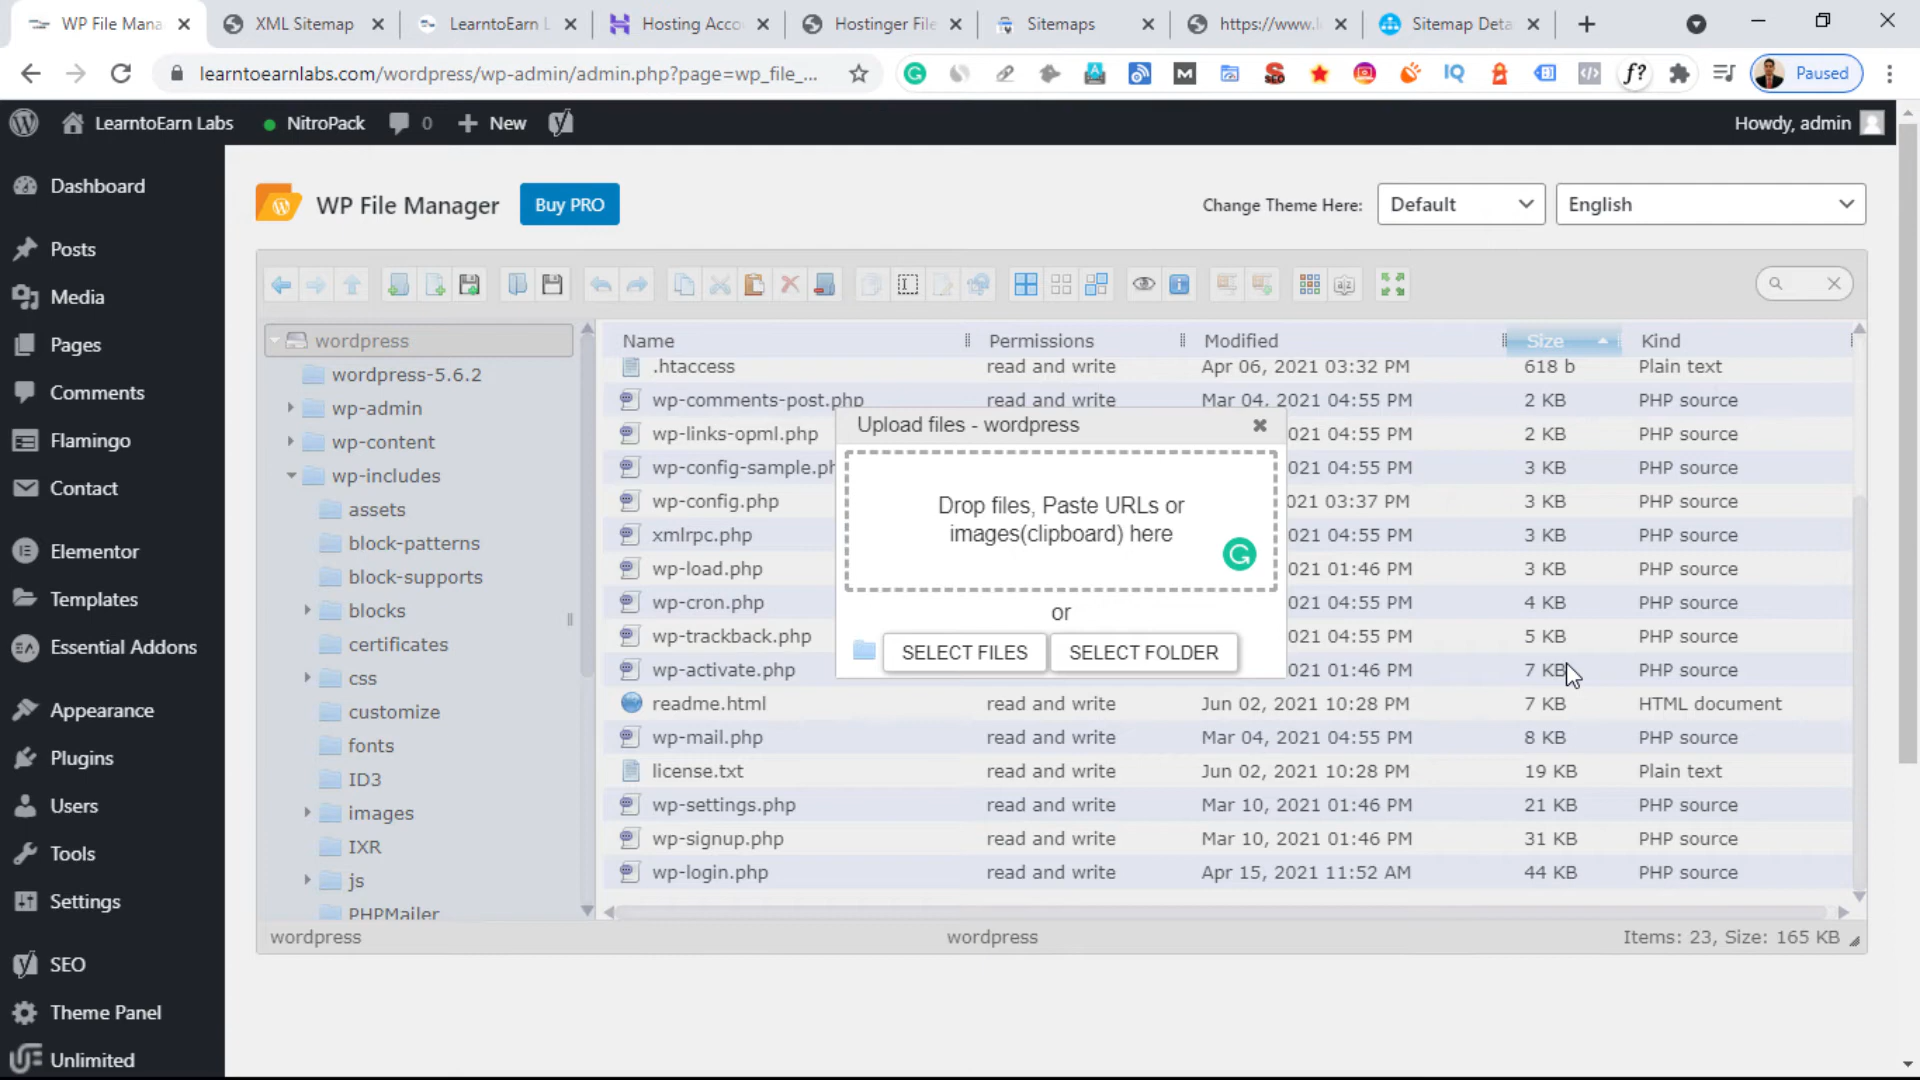 WP File Mana
XML Sitemap
LearntoEarn L
Hosting Acco
Hostinger File
Sitemaps
https://www.l
Sitemap Deta
learntoearnlabs.com/wordpress/wp-admin/admin.php?page=wp_file_...
Paused
LearntoEarn Labs
NitroPack
0
New
Howdy, admin
Dashboard
Posts
Media
Pages
Comments
Flamingo
Contact
Elementor
Templates
Essential Addons
Appearance
Plugins
Users
Tools
Settings
SEO
Theme Panel
Unlimited
WP File Manager
Buy PRO
Change Theme Here:
Default
English
wordpress
wordpress-5.6.2
wp-admin
wp-content
wp-includes
assets
block-patterns
block-supports
blocks
certificates
css
customize
fonts
ID3
images
IXR
js
PHPMailer
Name Permissions Modified Size Kind
.htaccess read and write Apr 06, 2021 03:32 PM 618 b Plain text
wp-comments-post.php read and write Mar 04, 2021 04:55 PM 2 KB PHP source
wp-links-opml.php 021 04:55 PM 2 KB PHP source
wp-config-sample.ph 021 04:55 PM 3 KB PHP source
wp-config.php 021 03:37 PM 3 KB PHP source
xmlrpc.php 021 04:55 PM 3 KB PHP source
wp-load.php 021 01:46 PM 3 KB PHP source
wp-cron.php 021 04:55 PM 4 KB PHP source
wp-trackback.php 021 04:55 PM 5 KB PHP source
wp-activate.php 021 01:46 PM 7 KB PHP source
readme.html read and write Jun 02, 2021 10:28 PM 7 KB HTML document
wp-mail.php read and write Mar 04, 2021 04:55 PM 8 KB PHP source
license.txt read and write Jun 02, 2021 10:28 PM 19 KB Plain text
wp-settings.php read and write Mar 10, 2021 01:46 PM 21 KB PHP source
wp-signup.php read and write Mar 10, 2021 01:46 PM 31 KB PHP source
wp-login.php read and write Apr 15, 2021 11:52 AM 44 KB PHP source
Upload files - wordpress
Drop files, Paste URLs or
images(clipboard) here
or
SELECT FILES SELECT FOLDER
wordpress
wordpress
Items: 23, Size: 165 KB